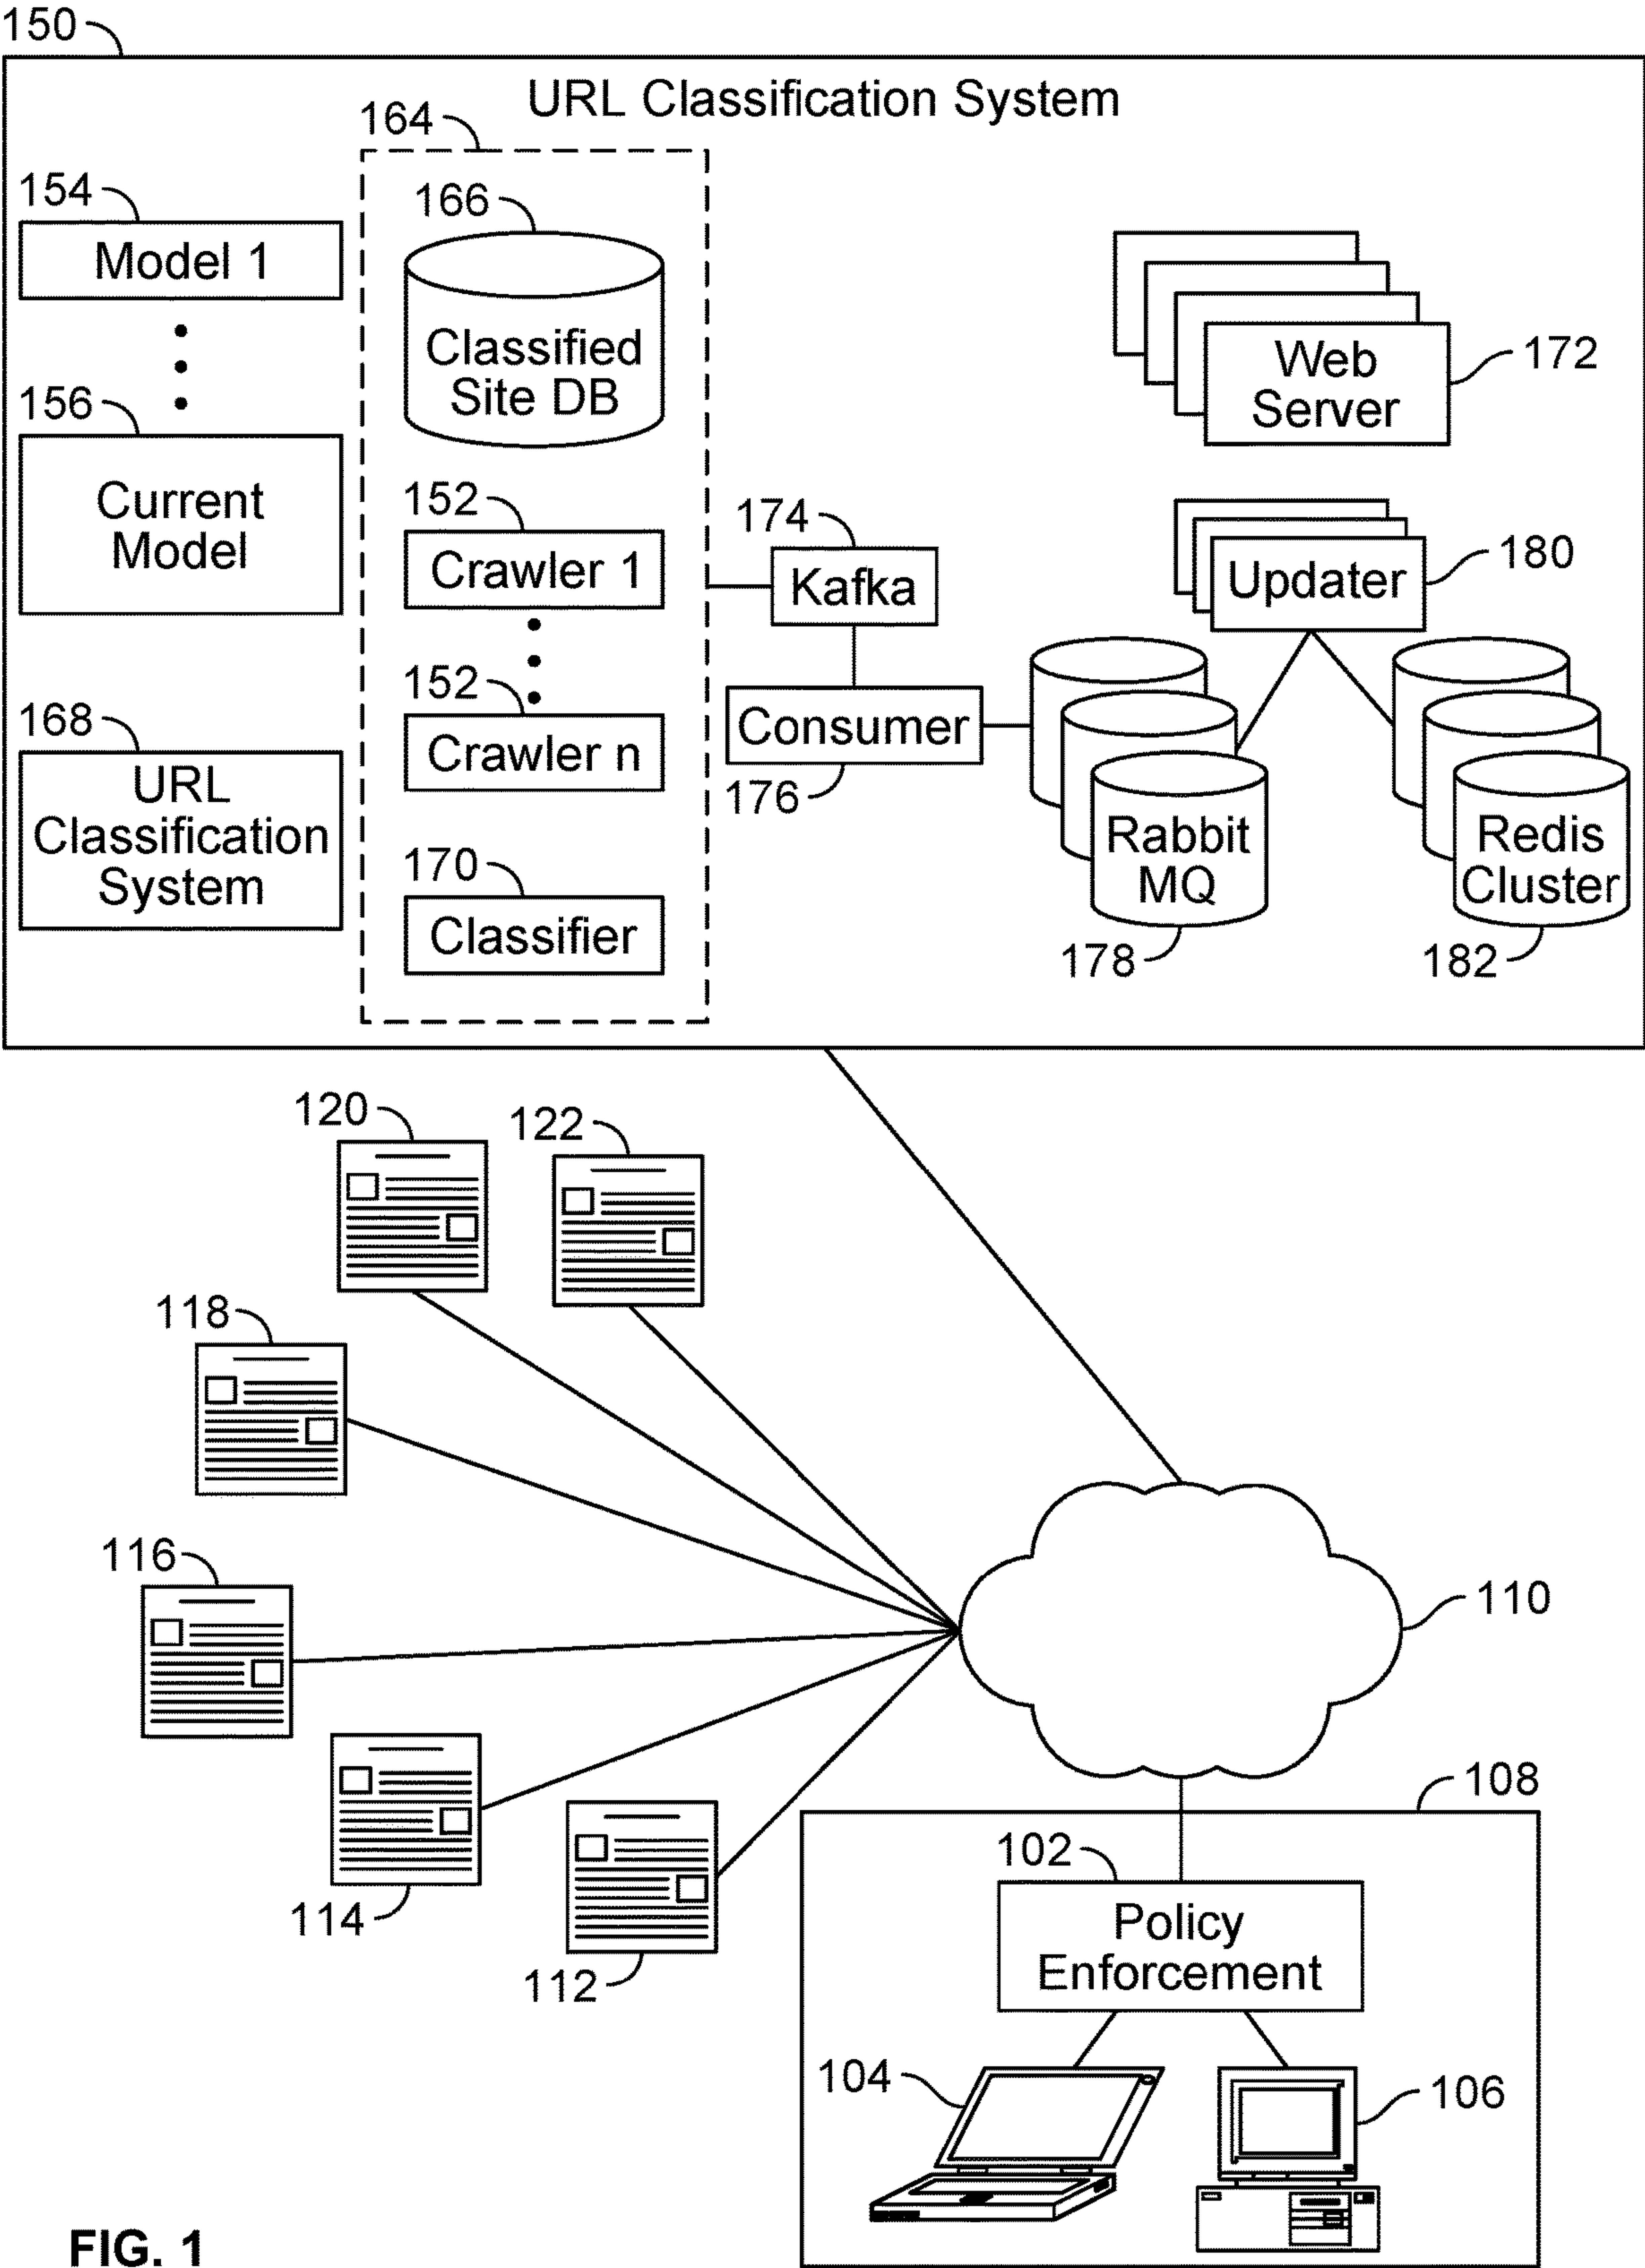 150
URL Classification System
164
154
166
Model 1
Classified
Site DB
Web
Server
172
156
Current
Model
152
Crawler 1
174
Kafka
Updater
180
152
Crawler n
168
URL
Classification
System
Consumer
176
Rabbit
MQ
178
Redis
Cluster
182
170
Classifier
120
122
118
116
110
114
112
108
102
Policy
Enforcement
104
106
FIG. 1